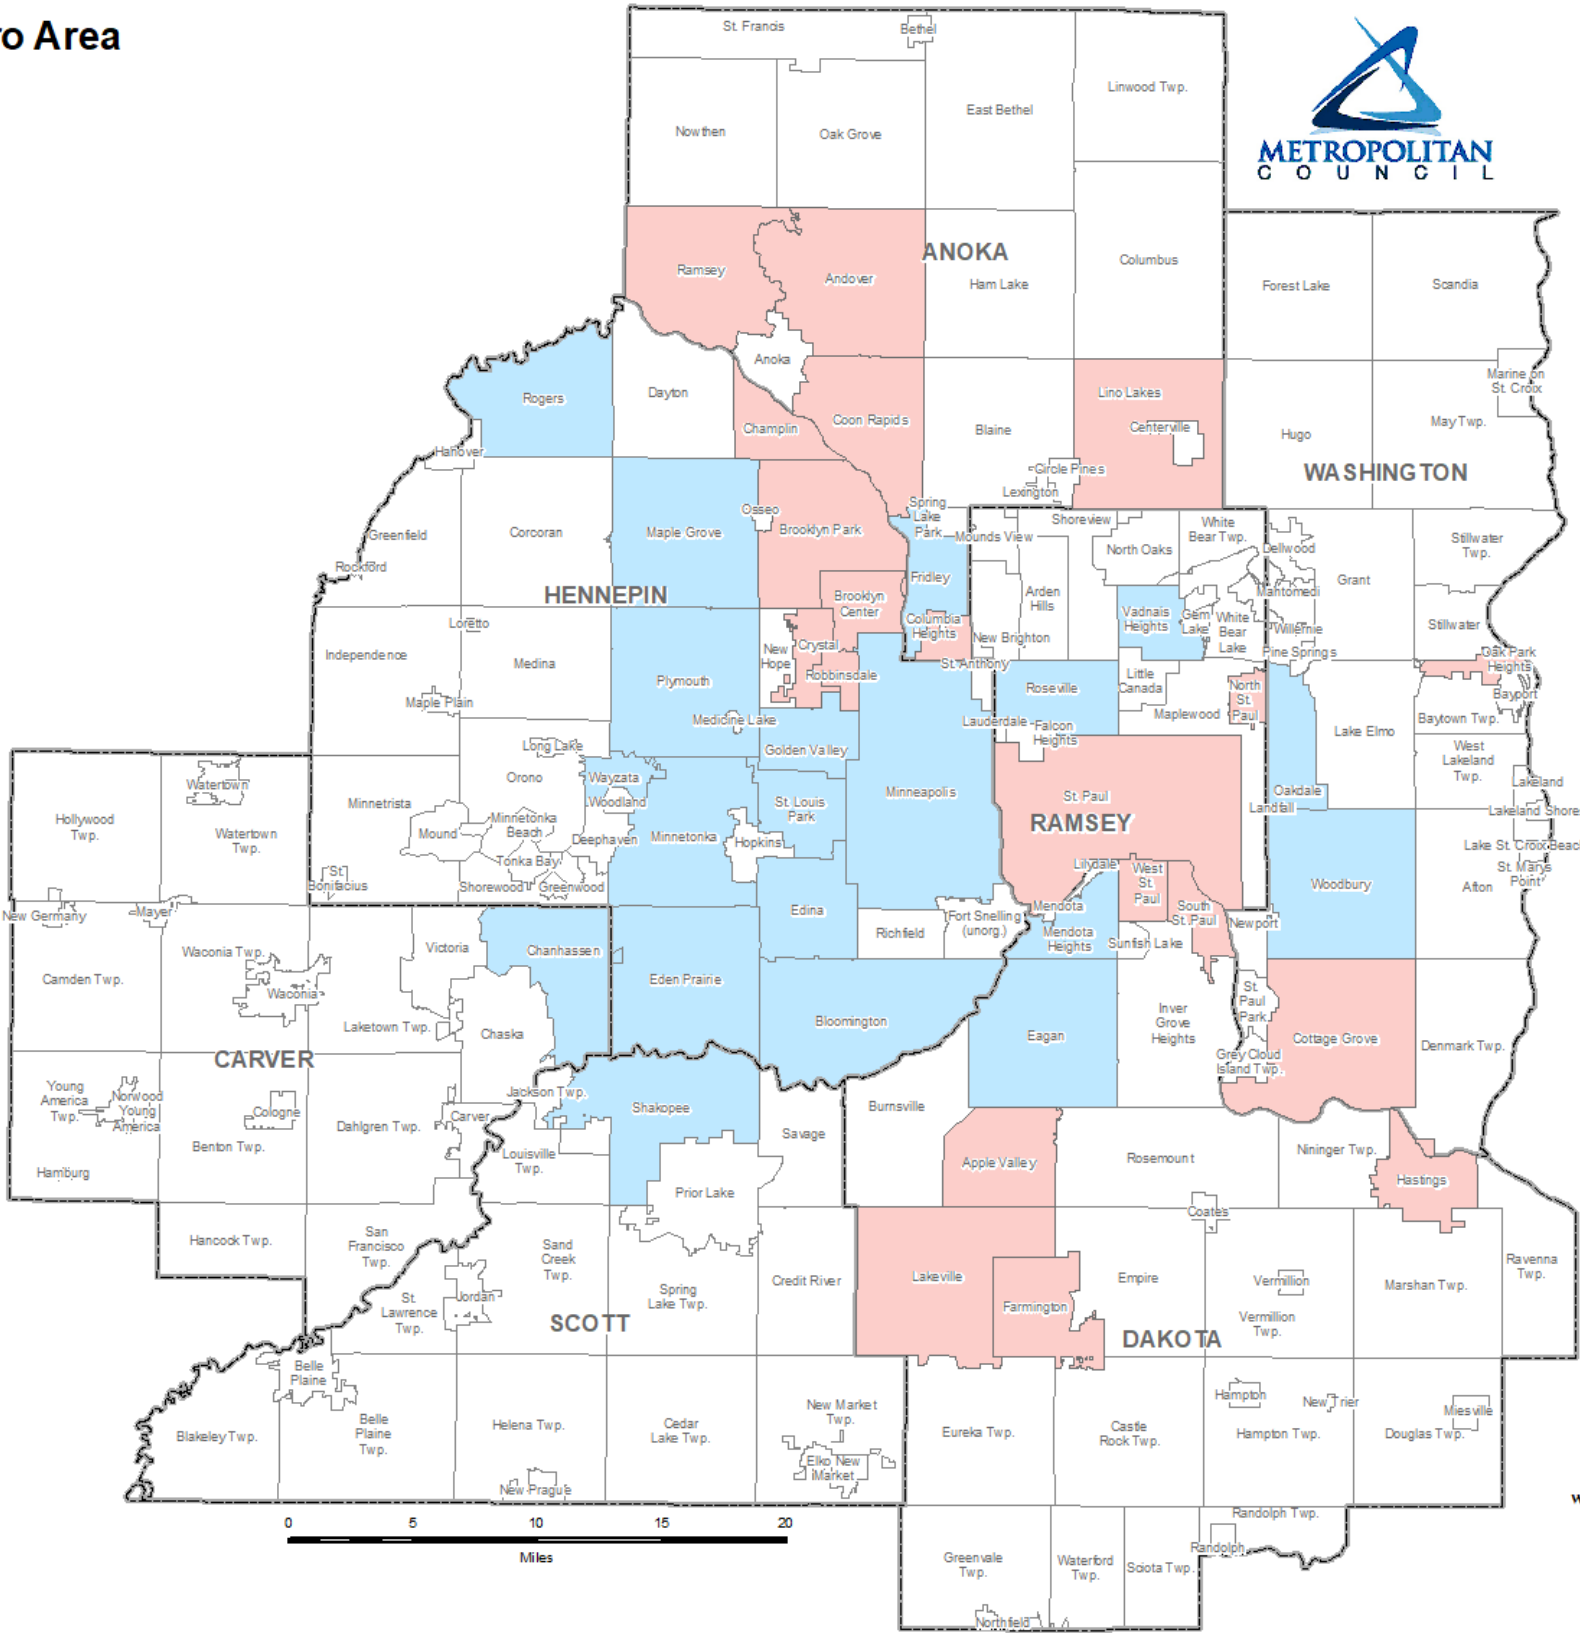 ro Area
METROPOLITAN
COUNCIL
St. Francis
Bethel
Linwood Twp.
East Bethel
Nowthen
Oak Grove
ANOKA
Ramsey
Andover
Ham Lake
Columbus
Forest Lake
Scandia
Anoka
Rogers
Dayton
Champlin
Coon Rapids
Blaine
Lino Lakes
Centerville
Hugo
Marine on
St. Croix
May Twp.
WASHINGTON
Hanover
Circle Pines
Lexington
Greenfield
Corcoran
Maple Grove
Osseo
Brooklyn Park
Spring
Lake
Park
Mounds View
Shoreview
White
Bear Twp.
North Oaks
Dellwood
Stillwater
Twp.
Rockford
HENNEPIN
Fridley
Arden
Hills
Grant
Mahtomedi
Brooklyn
Center
Columbia
Heights
New Brighton
Vadnais
Heights
Gem
Lake
White
Bear
Lake
Willernie
Pine Springs
Stillwater
Loretto
Independence
Medina
Plymouth
New
Hope
Crystal
Robbinsdale
St. Anthony
Roseville
Little
Canada
North
St.
Paul
Oak Park
Heights
Bayport
Maple Plain
Medicine Lake
Lauderdale
Falcon
Heights
Maplewood
Lake Elmo
Baytown Twp.
Long Lake
Golden Valley
West
Lakeland
Twp.
Watertown
Orono
Wayzata
Woodland
Minneapolis
St. Paul
Oakdale
Landfall
Lakeland
Lakeland Shores
Hollywood
Twp.
Watertown
Twp.
Minnetrista
Mound
Minnetonka
Beach
Deephaven
Minnetonka
St. Louis
Park
Hopkins
RAMSEY
Lake St. Croix Beach
Tonka Bay
St.
Bonifacius
Shorewood
Greenwood
Lilydale
West
St.
Paul
Woodbury
Afton
St. Marys
Point
New Germany
Mayer
Edina
Richfield
Fort Snelling
(unorg.)
Mendota
Mendota
Heights
South
St. Paul
Newport
Sunfish Lake
Waconia Twp.
Victoria
Chanhassen
Camden Twp.
Waconia
Eden Prairie
Bloomington
Laketown Twp.
Chaska
Eagan
Inver
Grove
Heights
St.
Paul
Park
Cottage Grove
Denmark Twp.
CARVER
Grey Cloud
Island Twp.
Young
America
Twp.
Norwood
Young
America
Cologne
Jackson Twp.
Shakopee
Burnsville
Dahlgren Twp.
Carver
Savage
Benton Twp.
Hamburg
Louisville
Twp.
Prior Lake
Apple Valley
Rosemount
Nininger Twp.
Hastings
Hancock Twp.
San
Francisco
Twp.
Sand
Creek
Twp.
Coates
Spring
Lake Twp.
Credit River
Lakeville
Empire
Vermillion
Marshan Twp.
Ravenna
Twp.
St.
Lawrence
Twp.
Jordan
SCOTT
Farmington
Vermillion
Twp.
DAKOTA
Belle
Plaine
Blakeley Twp.
Belle
Plaine
Twp.
Helena Twp.
Cedar
Lake Twp.
New Market
Twp.
Elko New
Market
Eureka Twp.
Castle
Rock Twp.
Hampton
New Trier
Hampton Twp.
Miesville
Douglas Twp.
New Prague
Randolph Twp.
Randolph
0 5 10 15 20
Miles
Greenvale
Twp.
Waterford
Twp.
Sciota Twp.
Northfield